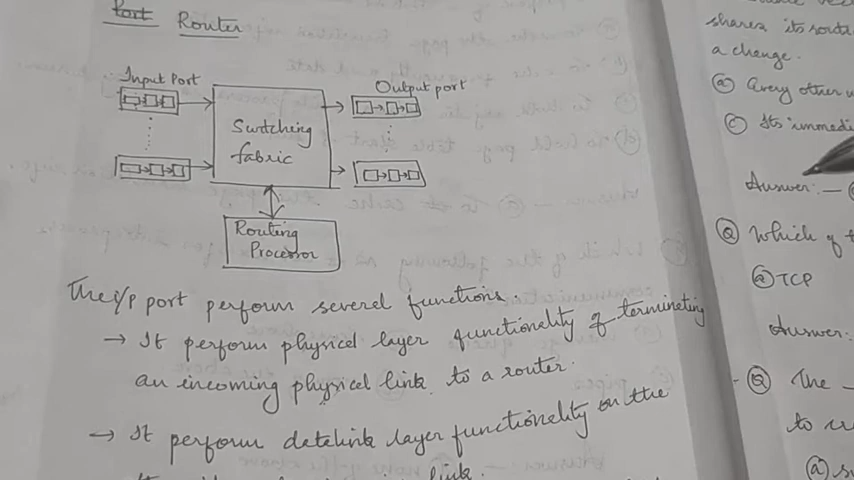 Port Router
Input Port
Output port
Switching
fabric
Routing
Processor
The i/p port perform several functions.
→ It perform physical layer functionality of terminating
an incoming physical link to a router.
→ It perform datalink layer functionality on the
link.
shares its
a change.
ⓐ Every other
ⓒ Its immedi
Answer:—
Ⓠ Which of
ⓐ TCP
Answer:
Ⓠ The
to
ⓐ